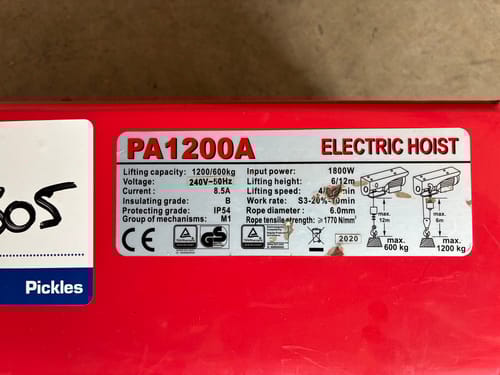 PA1200A ELECTRIC HOIST
Lifting capacity: 1200/600kg
Voltage: 240V~50Hz
Current: 8.5A
Insulating grade: B
Protecting grade: IP54
Group of mechanisms: M1
Input power: 1800W
Lifting height: 6/12m
Lifting speed: 4/
Work rate: S3-20%-10min
Rope diameter: 6.0mm
Rope tensile strength: ≥1770 N/mm²
CE
GS
2020
max.
12m
max.
600 kg
max.
6m
max.
1200 kg
305
Pickles